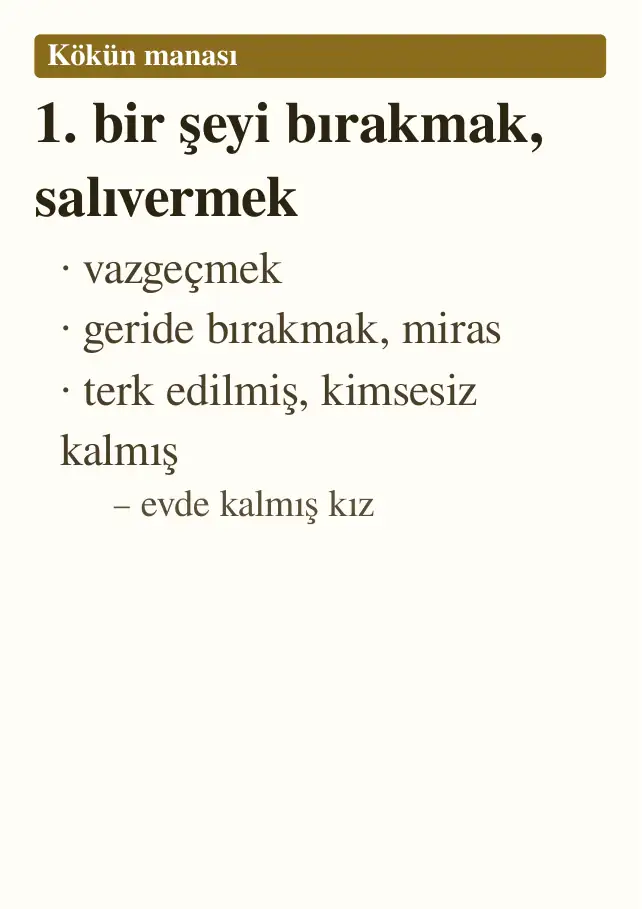 Kökün manası
1. bir şeyi bırakmak,
salıvermek
· vazgeçmek
· geride bırakmak, miras
· terk edilmiş, kimsesiz
kalmış
– evde kalmış kız